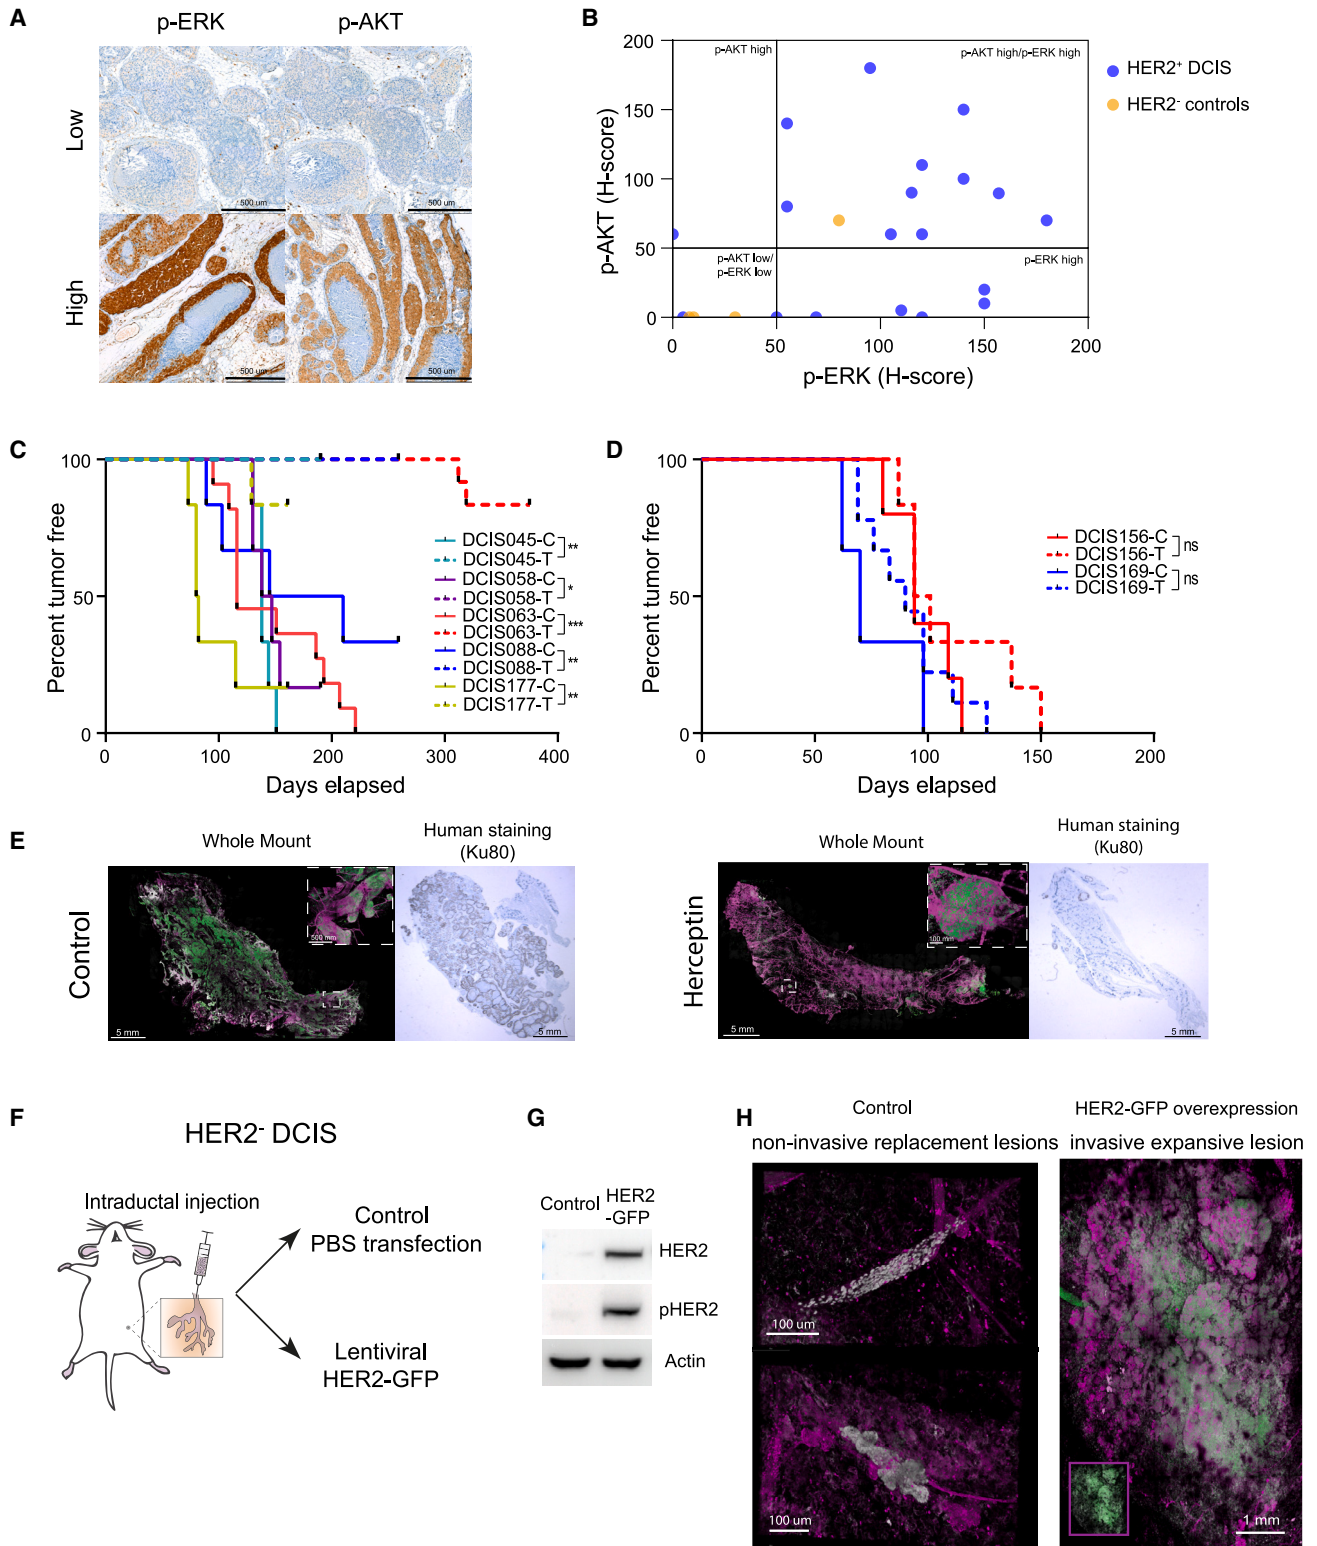 A
p-ERK
p-AKT
Low
High
500 um
500 um
500 um
500 um
B
p-AKT (H-score)
200
150
100
50
0
p-AKT high
p-AKT high/p-ERK high
p-AKT low/
p-ERK low
p-ERK high
0
50
100
150
200
p-ERK (H-score)
HER2+ DCIS
HER2- controls
C
Percent tumor free
100
50
0
0
100
200
300
400
Days elapsed
DCIS045-C
DCIS045-T
**
DCIS058-C
DCIS058-T
*
DCIS063-C
DCIS063-T
***
DCIS088-C
DCIS088-T
**
DCIS177-C
DCIS177-T
**
D
Percent tumor free
100
50
0
0
50
100
150
200
Days elapsed
DCIS156-C
DCIS156-T
ns
DCIS169-C
DCIS169-T
ns
E
Whole Mount
Human staining
(Ku80)
Control
500 mm
5 mm
5 mm
Whole Mount
Human staining
(Ku80)
Herceptin
100 mm
5 mm
5 mm
F
HER2- DCIS
Intraductal injection
Control
PBS transfection
Lentiviral
HER2-GFP
G
Control
HER2
-GFP
HER2
pHER2
Actin
H
Control
non-invasive replacement lesions
100 um
100 um
HER2-GFP overexpression
invasive expansive lesion
1 mm